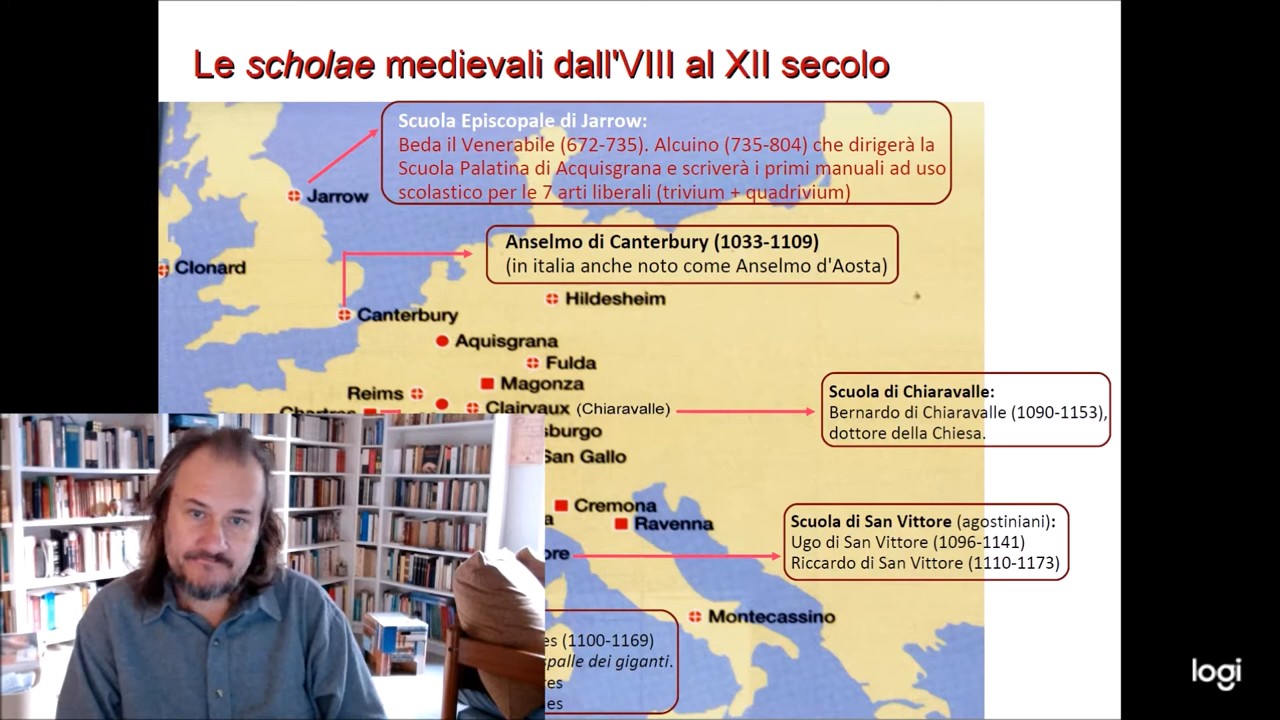 Le scholae medievali dall'VIII al XII secolo
Scuola Episcopale di Jarrow:
Beda il Venerabile (672-735). Alcuino (735-804) che dirigerà la
Scuola Palatina di Acquisgrana e scriverà i primi manuali ad uso
scolastico per le 7 arti liberali (trivium + quadrivium)
Jarrow
Anselmo di Canterbury (1033-1109)
(in italia anche noto come Anselmo d'Aosta)
Clonard
Hildesheim
Canterbury
Aquisgrana
Fulda
Magonza
Reims
Clairvaux (Chiaravalle)
Scuola di Chiaravalle:
Bernardo di Chiaravalle (1090-1153),
dottore della Chiesa.
sburgo
San Gallo
Cremona
Ravenna
Scuola di San Vittore (agostiniani):
Ugo di San Vittore (1096-1141)
Riccardo di San Vittore (1110-1173)
ore
Montecassino
es (1100-1169)
spalle dei giganti.
res
es
logi